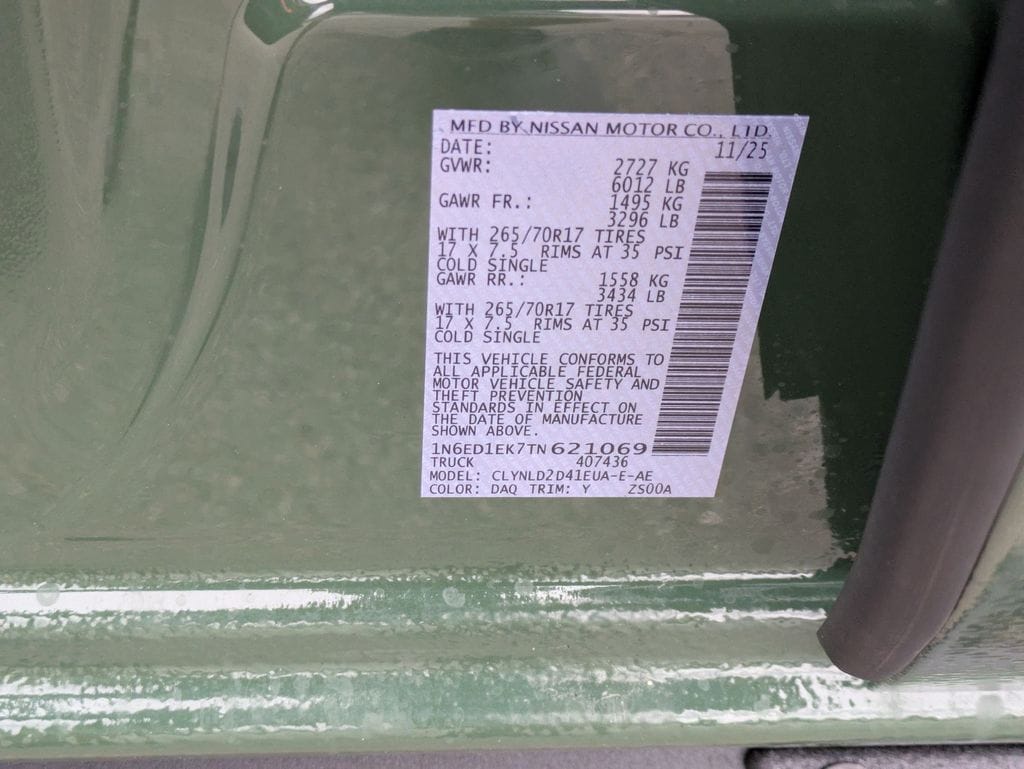 MFD BY NISSAN MOTOR CO., LTD.
DATE: 11/25
GVWR: 2727 KG
6012 LB
GAWR FR.: 1495 KG
3296 LB
WITH 265/70R17 TIRES
17 X 7.5 RIMS AT 35 PSI
COLD SINGLE
GAWR RR.: 1558 KG
3434 LB
WITH 265/70R17 TIRES
17 X 7.5 RIMS AT 35 PSI
COLD SINGLE
THIS VEHICLE CONFORMS TO
ALL APPLICABLE FEDERAL
MOTOR VEHICLE SAFETY AND
THEFT PREVENTION
STANDARDS IN EFFECT ON
THE DATE OF MANUFACTURE
SHOWN ABOVE.
1N6ED1EK7TN621069
TRUCK 407436
MODEL: CLYNLD2D41EUA-E-AE
COLOR: DAQ TRIM: Y ZS00A